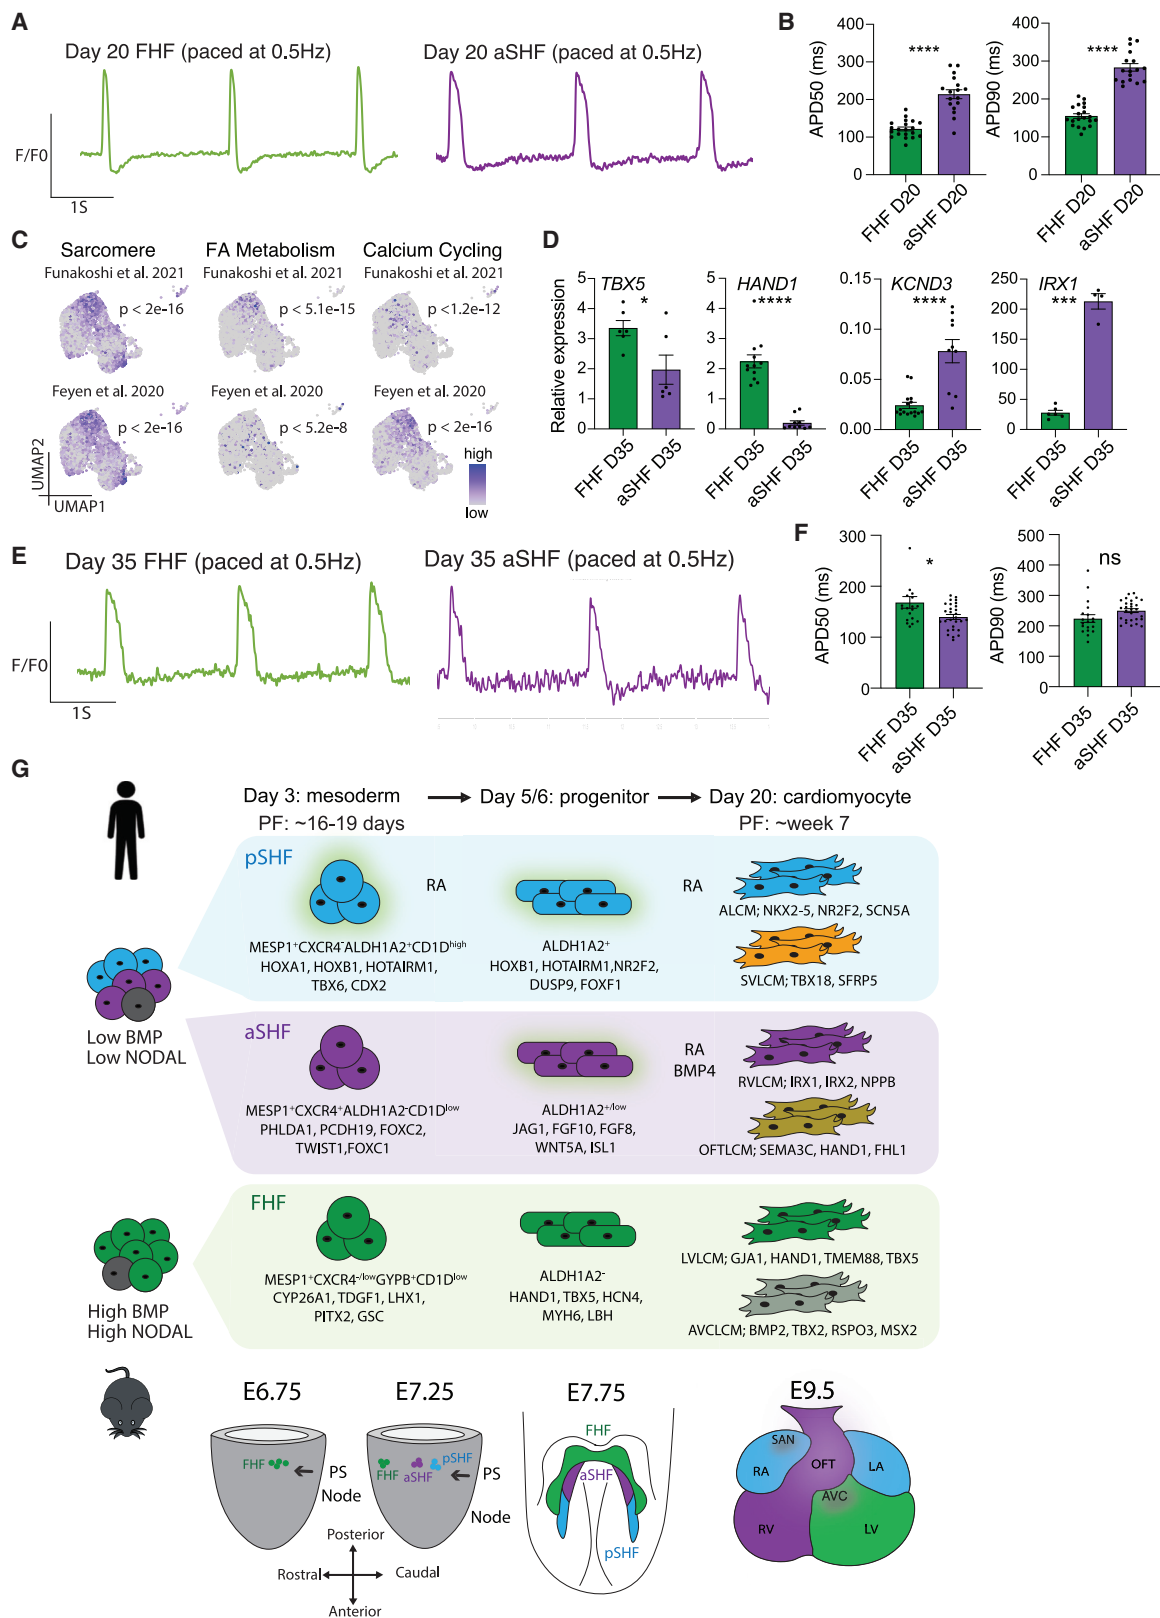 A
Day 20 FHF (paced at 0.5Hz)
Day 20 aSHF (paced at 0.5Hz)
F/F0
1S
B
APD50 (ms)
400
300
200
100
0
****
FHF D20
aSHF D20
APD90 (ms)
400
300
200
100
0
****
FHF D20
aSHF D20
C
Sarcomere
FA Metabolism
Calcium Cycling
Funakoshi et al. 2021
Funakoshi et al. 2021
Funakoshi et al. 2021
p < 2e-16
p < 5.1e-15
p <1.2e-12
Feyen et al. 2020
Feyen et al. 2020
Feyen et al. 2020
p < 2e-16
p < 5.2e-8
p < 2e-16
UMAP2
UMAP1
high
low
D
Relative expression
TBX5
*
5
4
3
2
1
0
FHF D35
aSHF D35
HAND1
****
5
4
3
2
1
0
FHF D35
aSHF D35
KCND3
****
0.15
0.10
0.05
0.00
FHF D35
aSHF D35
IRX1
***
250
200
150
100
50
0
FHF D35
aSHF D35
E
Day 35 FHF (paced at 0.5Hz)
Day 35 aSHF (paced at 0.5Hz)
F/F0
1S
F
APD50 (ms)
300
200
100
0
*
FHF D35
aSHF D35
APD90 (ms)
500
400
300
200
100
0
ns
FHF D35
aSHF D35
G
Day 3: mesoderm
Day 5/6: progenitor
Day 20: cardiomyocyte
PF: ~16-19 days
PF: ~week 7
pSHF
RA
RA
ALCM; NKX2-5, NR2F2, SCN5A
MESP1⁺CXCR4⁻ALDH1A2⁺CD1Dhigh
HOXA1, HOXB1, HOTAIRM1,
TBX6, CDX2
ALDH1A2⁺
HOXB1, HOTAIRM1,NR2F2,
DUSP9, FOXF1
SVLCM; TBX18, SFRP5
Low BMP
Low NODAL
aSHF
RA
BMP4
RVLCM; IRX1, IRX2, NPPB
MESP1⁺CXCR4⁺ALDH1A2⁻CD1Dlow
PHLDA1, PCDH19, FOXC2,
TWIST1,FOXC1
ALDH1A2+/low
JAG1, FGF10, FGF8,
WNT5A, ISL1
OFTLCM; SEMA3C, HAND1, FHL1
FHF
LVLCM; GJA1, HAND1, TMEM88, TBX5
MESP1⁺CXCR4-/lowGYPB⁺CD1Dlow
CYP26A1, TDGF1, LHX1,
PITX2, GSC
ALDH1A2⁻
HAND1, TBX5, HCN4,
MYH6, LBH
AVCLCM; BMP2, TBX2, RSPO3, MSX2
High BMP
High NODAL
E6.75
E7.25
E7.75
E9.5
FHF
PS
Node
FHF
aSHF
pSHF
PS
Node
Posterior
Rostral
Caudal
Anterior
FHF
aSHF
pSHF
SAN
RA
OFT
LA
AVC
RV
LV